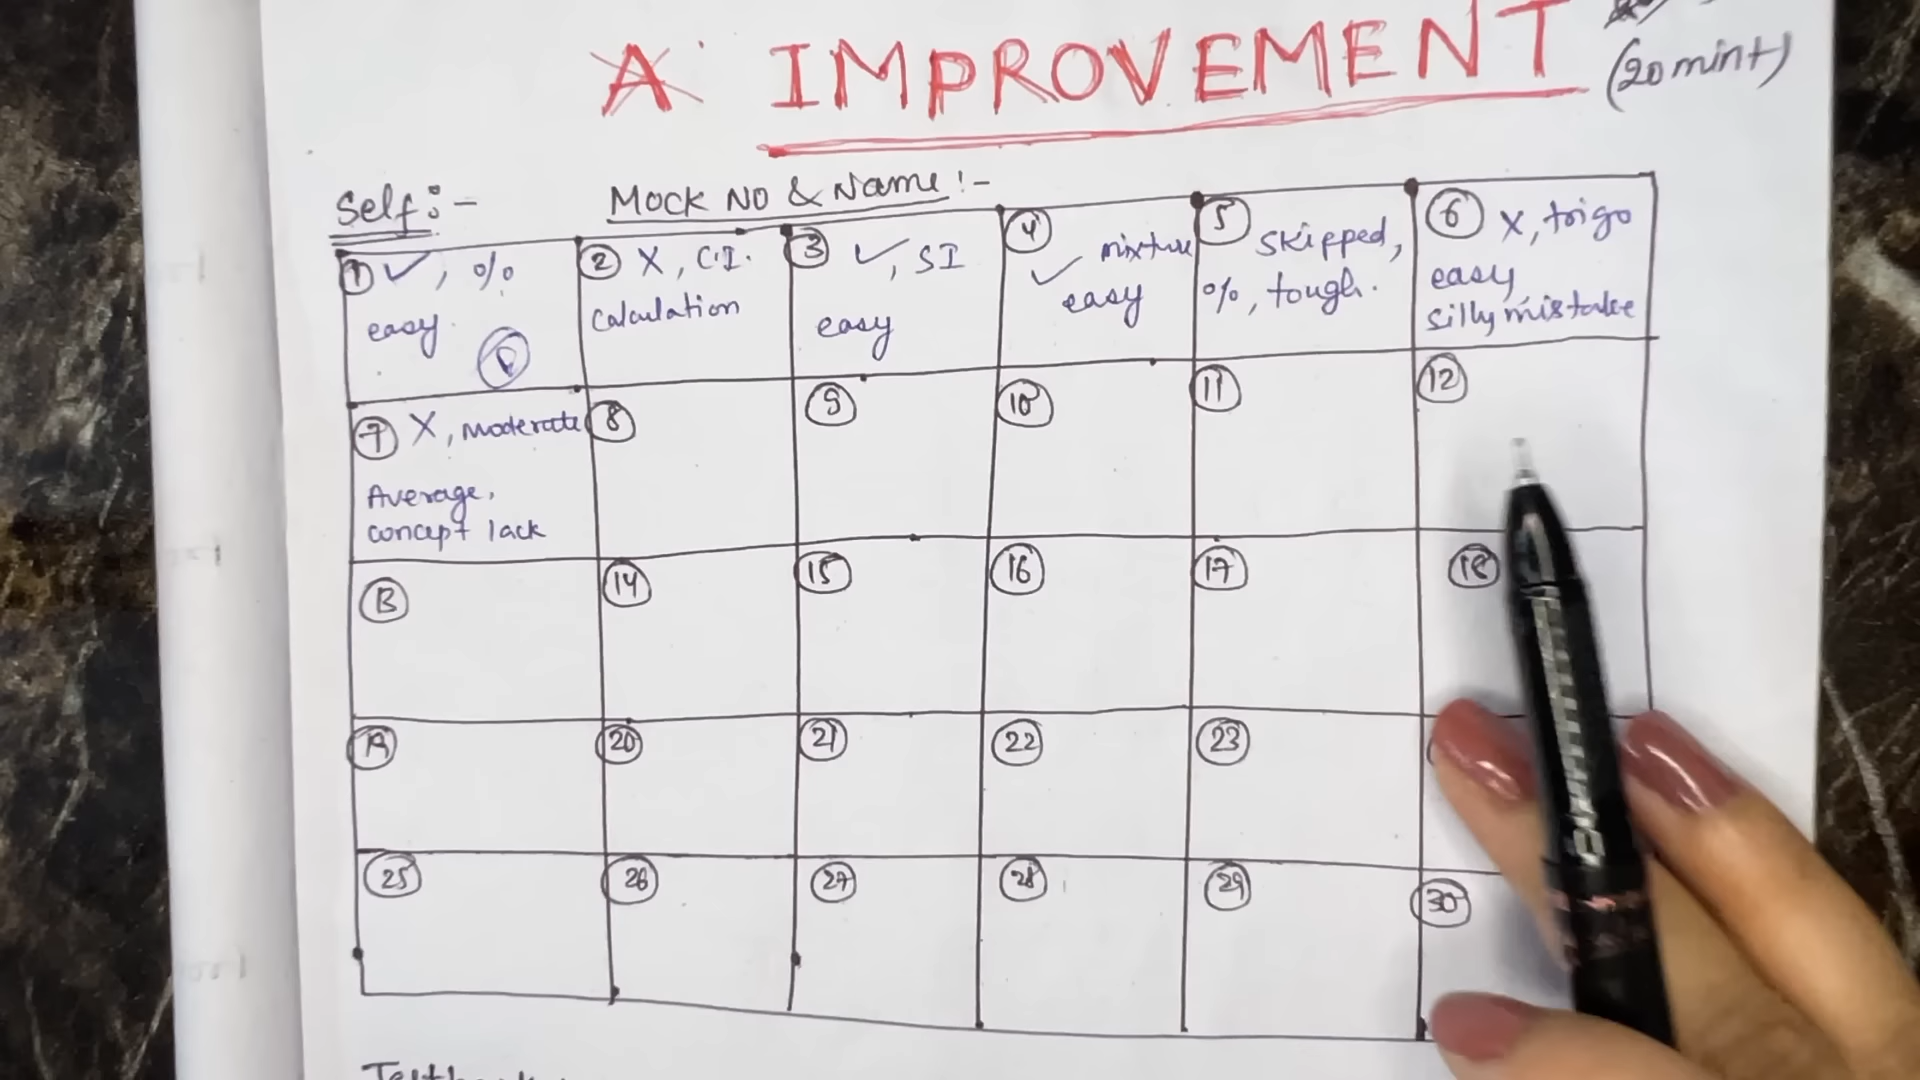 A IMPROVEMENT
(20 mint)
Self :-
Mock No & Name :-
① ✓, %
easy
② X, C.I.
calculation
③ ✓, SI
easy
④ mixture
✓ easy
⑤ skipped,
%, tough.
⑥ X, trigo
easy,
silly mistake
⑦ X, moderate
Average,
concept lack
⑧
⑨
⑩
⑪
⑫
⑬
⑭
⑮
⑯
⑰
⑱
⑲
⑳
㉑
㉒
㉓
㉕
㉖
㉗
㉘
㉙
㉚